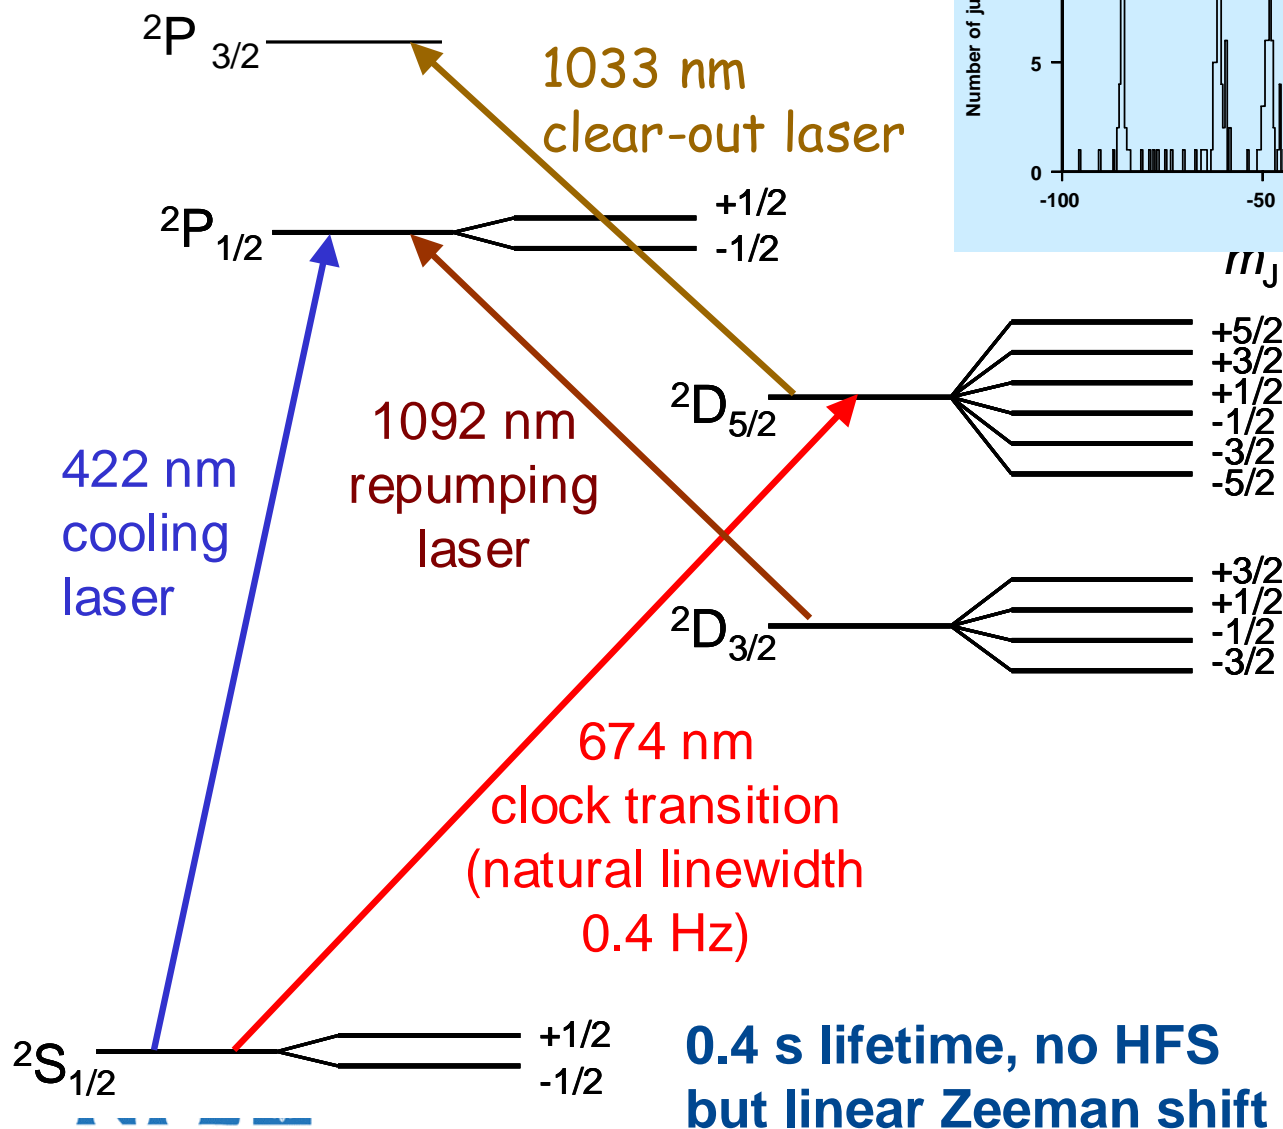 ²P 3/2
1033 nm
clear-out laser
Number of ju
5
0
-100
-50
²P1/2
+1/2
-1/2
mJ
+5/2
+3/2
+1/2
-1/2
-3/2
-5/2
²D5/2
1092 nm
repumping
laser
422 nm
cooling
laser
+3/2
+1/2
-1/2
-3/2
²D3/2
674 nm
clock transition
(natural linewidth
0.4 Hz)
²S1/2
+1/2
-1/2
0.4 s lifetime, no HFS
but linear Zeeman shift